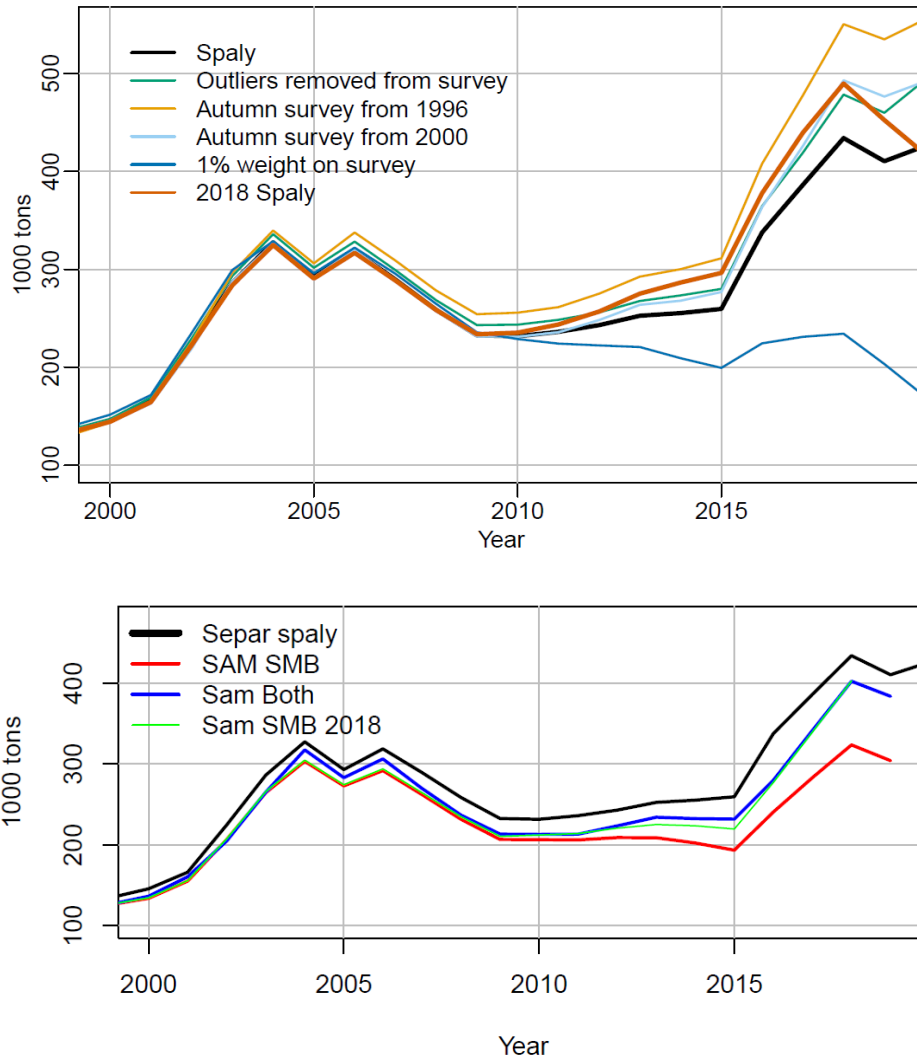 Spaly
Outliers removed from survey
Autumn survey from 1996
Autumn survey from 2000
1% weight on survey
2018 Spaly
1000 tons
500
400
300
200
100
2000
2005
2010
2015
Year
Separ spaly
SAM SMB
Sam Both
Sam SMB 2018
1000 tons
400
300
200
100
2000
2005
2010
2015
Year